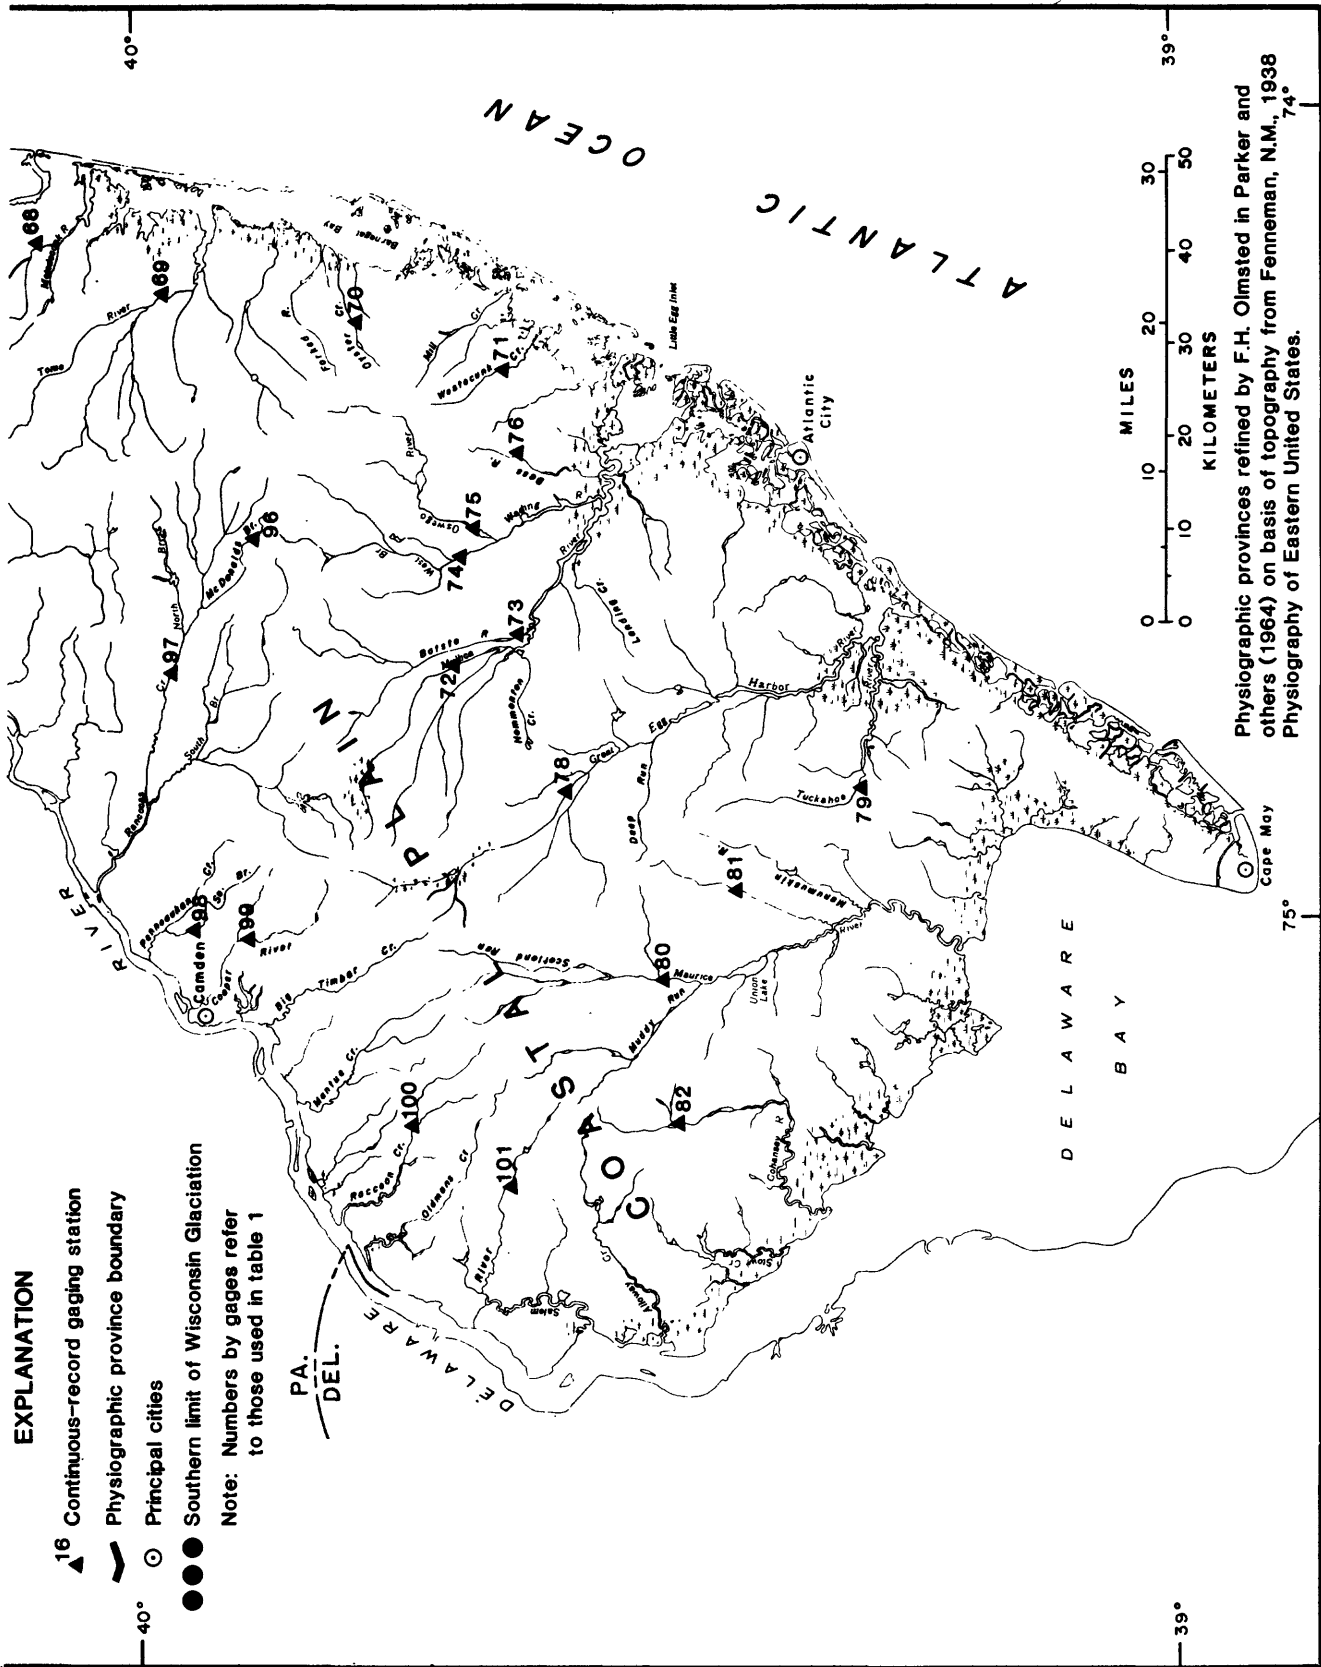 EXPLANATION
16 Continuous-record gaging station
Physiographic province boundary
Principal cities
Southern limit of Wisconsin Glaciation
Note: Numbers by gages refer
to those used in table 1
40°
40°
39°
39°
74°
75°
PA.
DEL.
DELAWARE
RIVER
ATLANTIC
OCEAN
DELAWARE
BAY
COASTAL
PLAIN
68
69
70
71
72
73
74
75
76
78
79
80
81
82
96
97
98
99
100
101
Toms
River
Forked R.
Oyster Cr.
Mill Cr
Westecunk Cr.
Barnegat Bay
Little Egg Inlet
Atlantic
City
Cape May
Camden
Cooper
River
Pennsauken Cr.
So. Br.
Rancocas
Cr.
North
Br.
South
Br
McDonalds Br.
Oswego
River
West
Br
Wading
R
Bass R.
Batsto R
Hammonton
Cr.
Landing Cr.
River
Great
Egg
Harbor
River
Deep
Run
Tuckahoe
River
Manumuskin
R
Scotland
Run
Maurice
River
Muddy
Run
Union
Lake
Cohansey R
Big
Timber
Cr.
Mantua Cr.
Raccoon
Cr.
Oldmans
Cr
Salem
River
Alloway
Cr
Stow Cr
MILES
0 10 20 30
KILOMETERS
0 10 20 30 40 50
Physiographic provinces refined by F.H. Olmsted in Parker and
others (1964) on basis of topography from Fenneman, N.M., 1938
Physiography of Eastern United States.